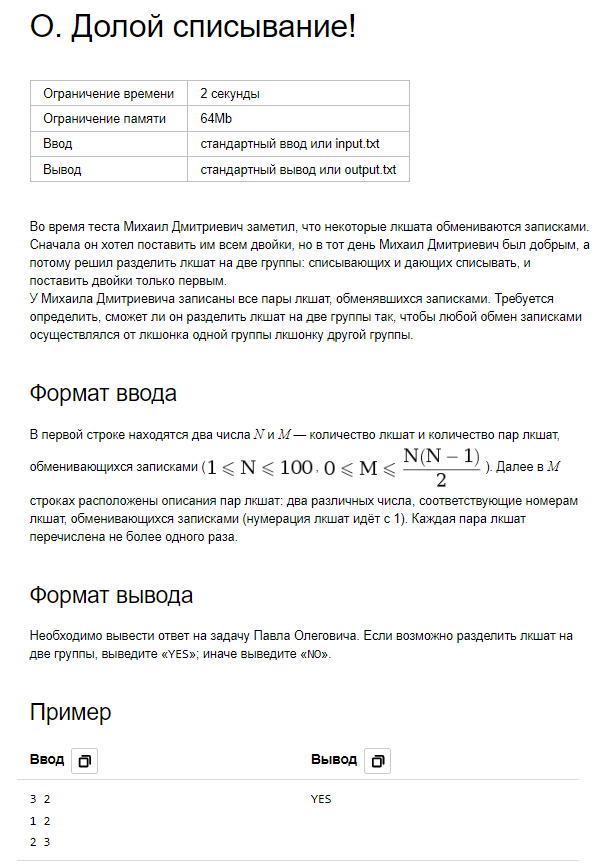 O. Долой списывание!
Ограничение времени 2 секунды
Ограничение памяти 64Mb
Ввод стандартный ввод или input.txt
Вывод стандартный вывод или output.txt
Во время теста Михаил Дмитриевич заметил, что некоторые лкшата обмениваются записками.
Сначала он хотел поставить им всем двойки, но в тот день Михаил Дмитриевич был добрым, а
потому решил разделить лкшат на две группы: списывающих и дающих списывать, и
поставить двойки только первым.
У Михаила Дмитриевича записаны все пары лкшат, обменявшихся записками. Требуется
определить, сможет ли он разделить лкшат на две группы так, чтобы любой обмен записками
осуществлялся от лкшонка одной группы лкшонку другой группы.
Формат ввода
В первой строке находятся два числа N и M — количество лкшат и количество пар лкшат,
обменивающихся записками (1 ⩽ N ⩽ 100, 0 ⩽ M ⩽ N(N − 1)/2). Далее в M
строках расположены описания пар лкшат: два различных числа, соответствующие номерам
лкшат, обменивающихся записками (нумерация лкшат идёт с 1). Каждая пара лкшат
перечислена не более одного раза.
Формат вывода
Необходимо вывести ответ на задачу Павла Олеговича. Если возможно разделить лкшат на
две группы, выведите «YES»; иначе выведите «NO».
Пример
Ввод Вывод
3 2 YES
1 2
2 3